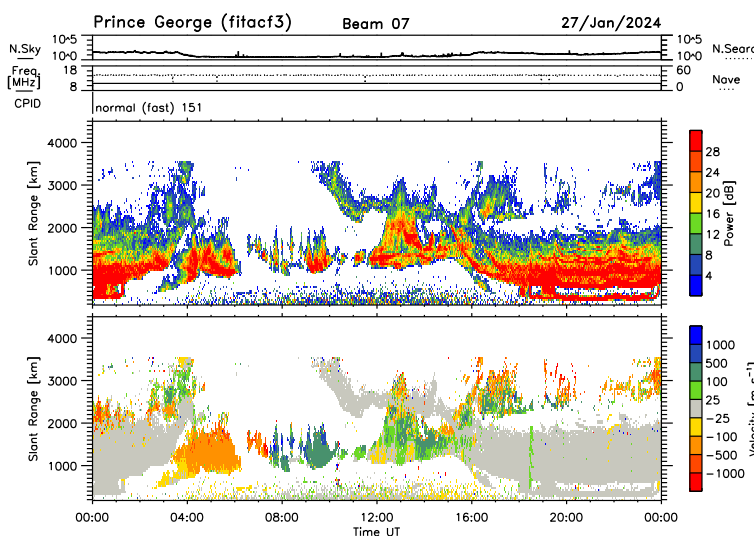 Prince George (fitacf3) Beam 07 27/Jan/2024
N.Sky 10^5 10^0 10^5 10^0 N.Sear
Freq. [MHz] 18 8 60 0 Nave
CPID normal (fast) 151
Slant Range [km] 4000 3000 2000 1000
28 24 20 16 12 8 4 Power [dB]
Slant Range [km] 4000 3000 2000 1000
1000 500 100 25 -25 -100 -500 -1000 Velocity [m s^-1]
00:00 04:00 08:00 12:00 16:00 20:00 00:00
Time UT